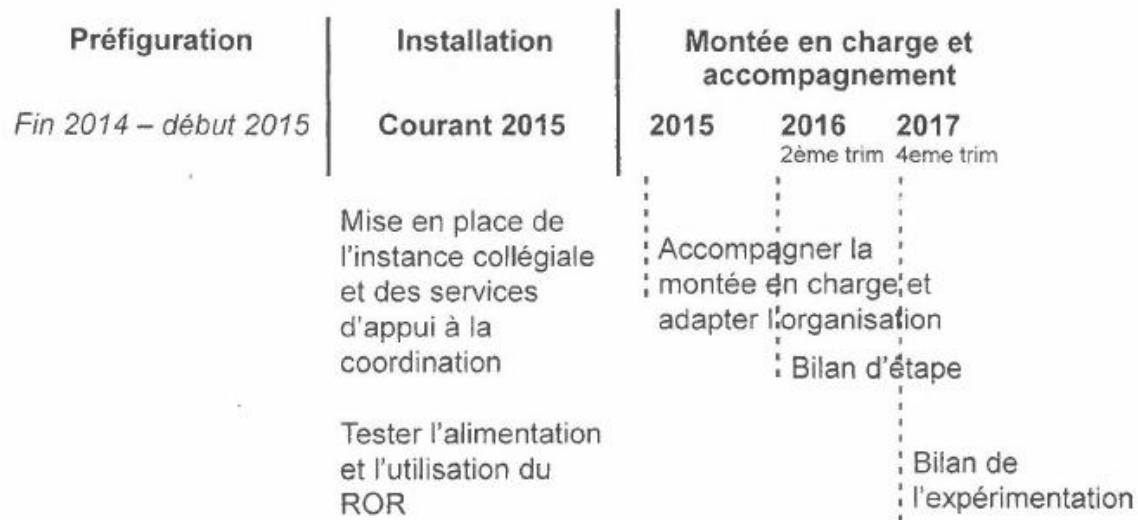 Préfiguration
Fin 2014 – début 2015
Installation
Courant 2015
Mise en place de
l'instance collégiale
et des services
d'appui à la
coordination
Tester l'alimentation
et l'utilisation du
ROR
Montée en charge et
accompagnement
2015 2016 2017
2ème trim 4eme trim
Accompagner la
montée en charge et
adapter l'organisation
Bilan d'étape
Bilan de
l'expérimentation